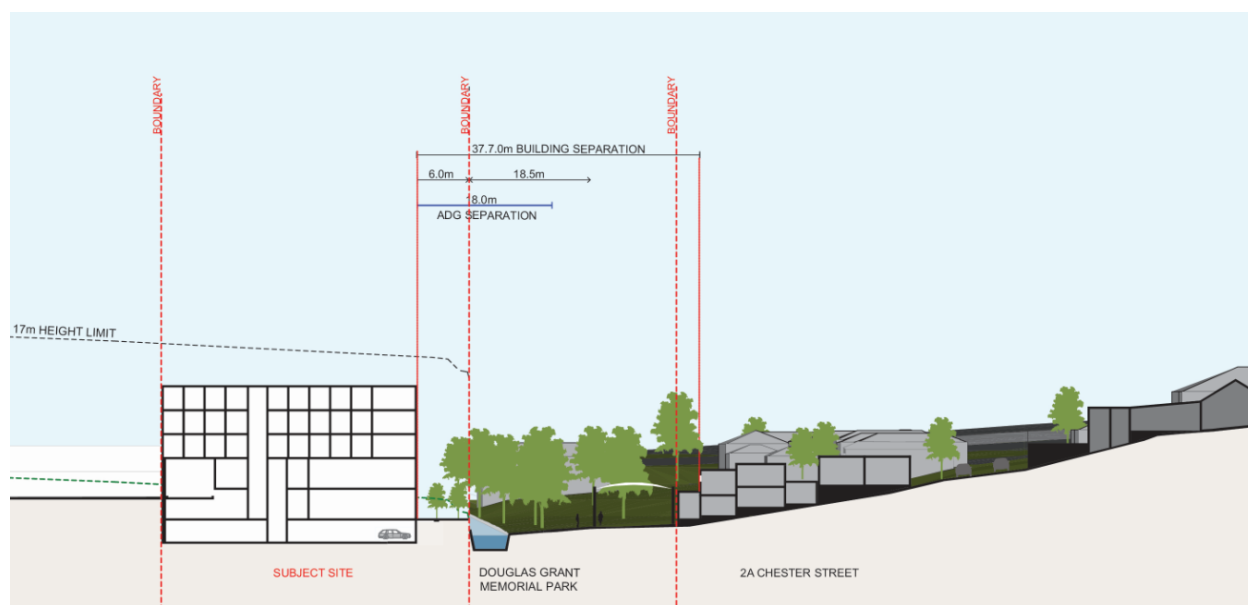 BOUNDARY
BOUNDARY
BOUNDARY
37.7.0m BUILDING SEPARATION
6.0m
18.5m
18.0m
ADG SEPARATION
17m HEIGHT LIMIT
SUBJECT SITE
DOUGLAS GRANT
MEMORIAL PARK
2A CHESTER STREET